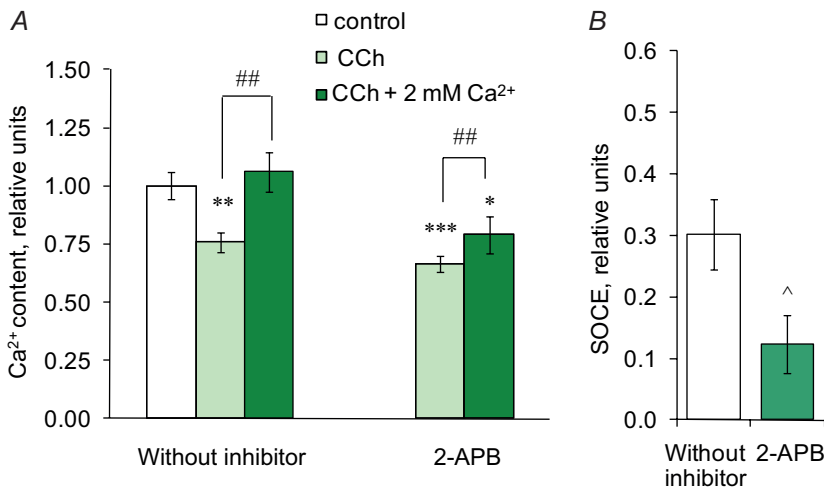 A
control
CCh
CCh + 2 mM Ca²⁺
Ca²⁺ content, relative units
1.50
1.25
1.00
0.75
0.50
0.25
0.00
##
**
##
***
*
Without inhibitor
2-APB
B
SOCE, relative units
0.6
0.5
0.4
0.3
0.2
0.1
0.0
^
Without
inhibitor
2-APB